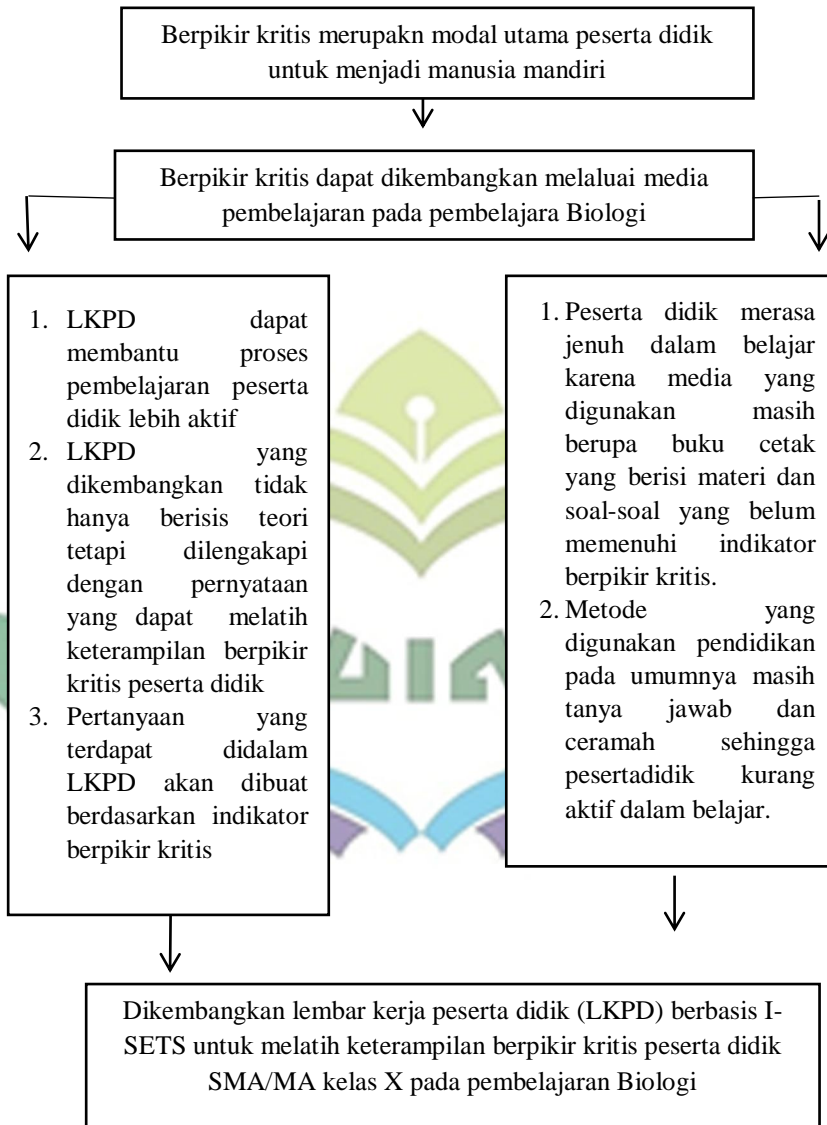 Berpikir kritis merupakn modal utama peserta didik
untuk menjadi manusia mandiri
Berpikir kritis dapat dikembangkan melaluai media
pembelajaran pada pembelajara Biologi
1. LKPD dapat
membantu proses
pembelajaran peserta
didik lebih aktif
2. LKPD yang
dikembangkan tidak
hanya berisis teori
tetapi dilengakapi
dengan pernyataan
yang dapat melatih
keterampilan berpikir
kritis peserta didik
3. Pertanyaan yang
terdapat didalam
LKPD akan dibuat
berdasarkan indikator
berpikir kritis
1. Peserta didik merasa
jenuh dalam belajar
karena media yang
digunakan masih
berupa buku cetak
yang berisi materi dan
soal-soal yang belum
memenuhi indikator
berpikir kritis.
2. Metode yang
digunakan pendidikan
pada umumnya masih
tanya jawab dan
ceramah sehingga
pesertadidik kurang
aktif dalam belajar.
Dikembangkan lembar kerja peserta didik (LKPD) berbasis I-
SETS untuk melatih keterampilan berpikir kritis peserta didik
SMA/MA kelas X pada pembelajaran Biologi